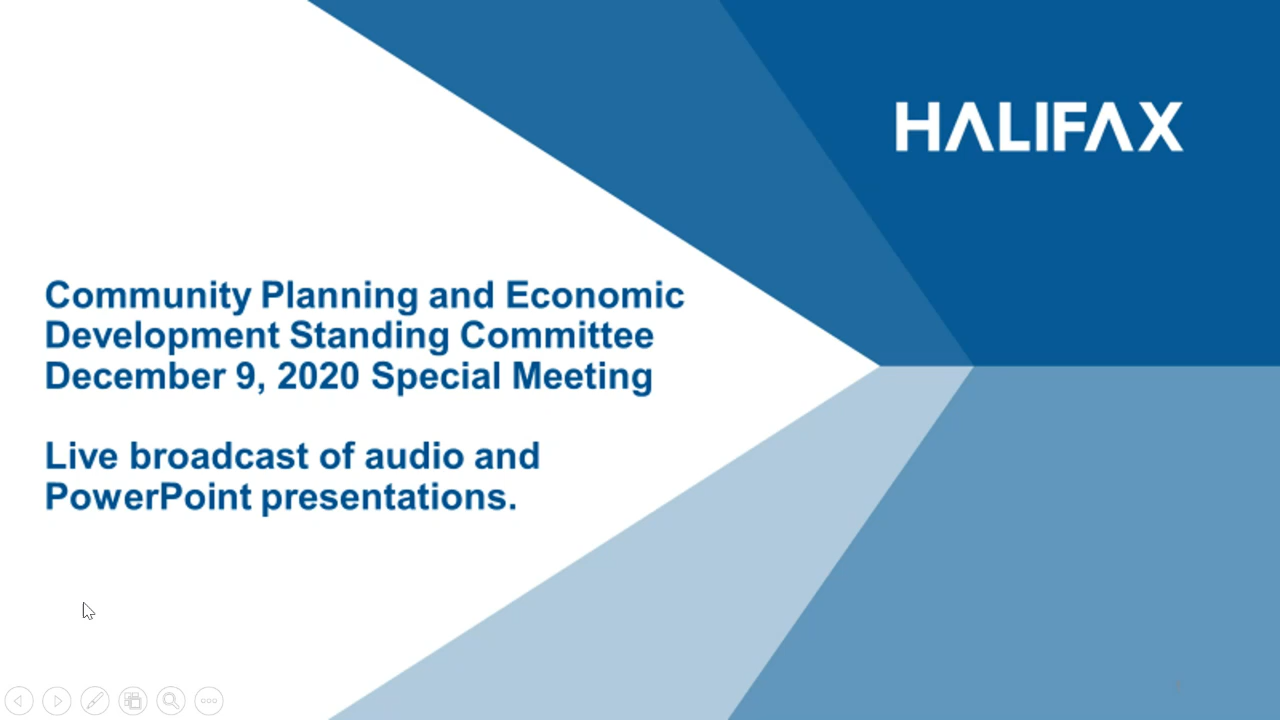 HALIFAX
Community Planning and Economic
Development Standing Committee
December 9, 2020 Special Meeting
Live broadcast of audio and
PowerPoint presentations.